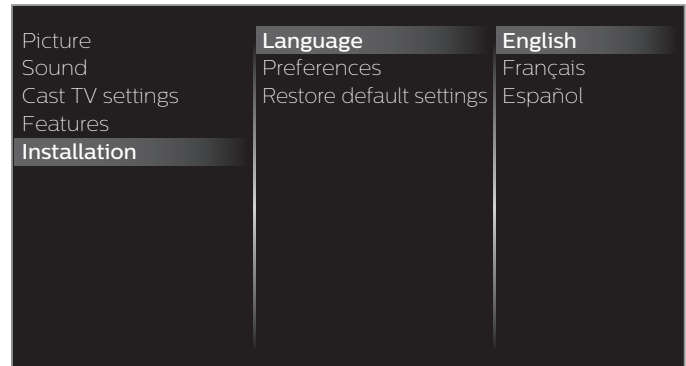 Picture
Sound
Cast TV settings
Features
Installation
Language
Preferences
Restore default settings
English
Français
Español